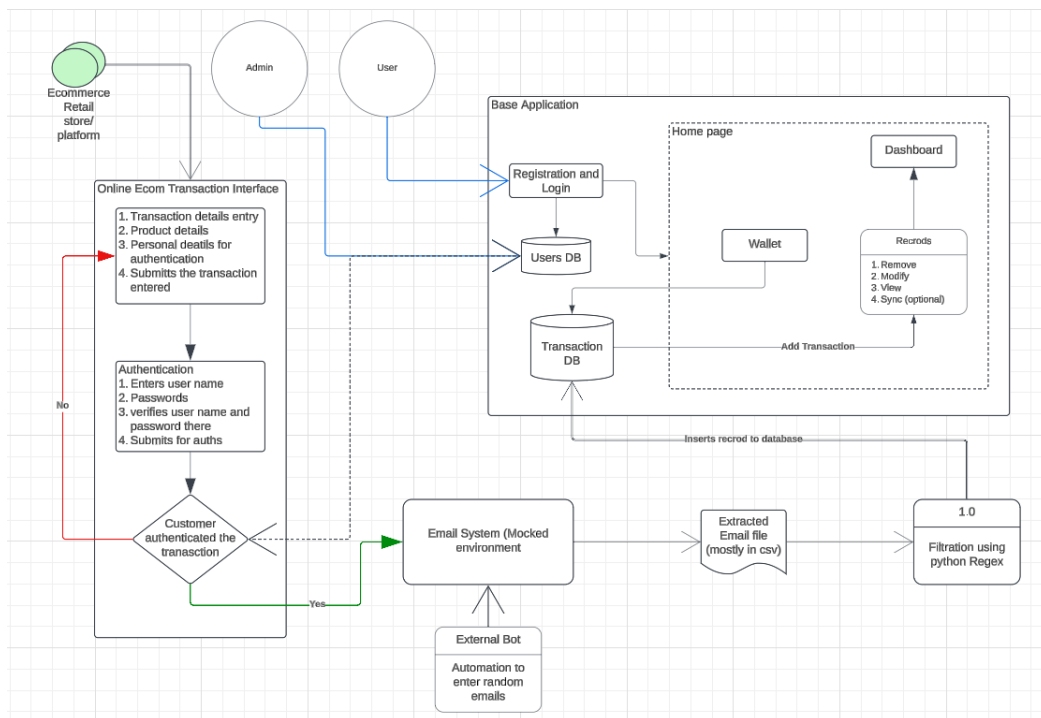 Ecommerce
Retail
store/
platform
Admin
User
Base Application
Home page
Dashboard
Registration and
Login
Users DB
Wallet
Recrods
1. Remove
2. Modify
3. View
4. Sync (optional)
Transaction
DB
Add Transaction
Online Ecom Transaction Interface
1. Transaction details entry
2. Product details
3. Personal deatils for
authentication
4. Submitts the transaction
entered
Authentication
1. Enters user name
2. Passwords
3. verifies user name and
password there
4. Submits for auths
No
Customer
authenticated the
tranasction
Yes
Inserts recrod to database
Email System (Mocked
environment
Extracted
Email file
(mostly in csv)
1.0
Filtration using
python Regex
External Bot
Automation to
enter random
emails